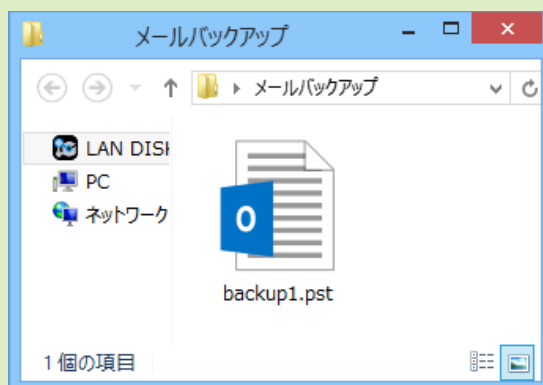 メールバックアップ
メールバックアップ
LAN DISK
PC
ネットワーク
backup1.pst
1個の項目